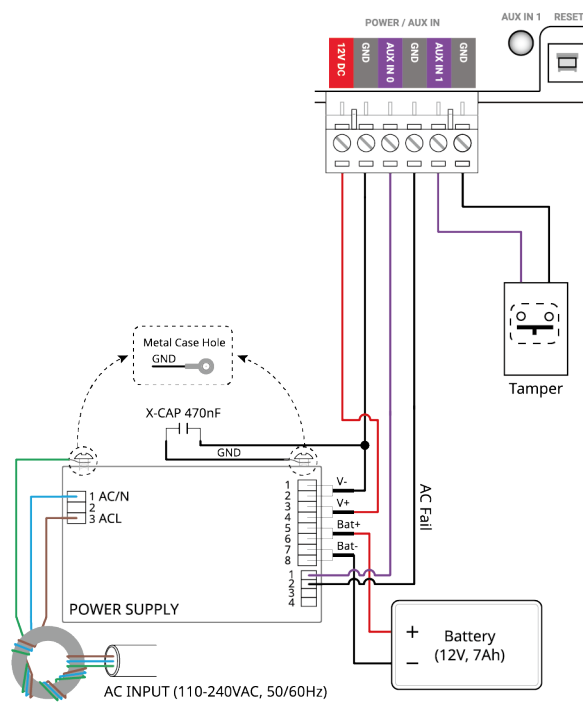 POWER / AUX IN
AUX IN 1
RESET
12V DC
GND
AUX IN 0
GND
AUX IN 1
GND
Tamper
Metal Case Hole
GND
X-CAP 470nF
GND
1 AC/N
2
3 ACL
1
2
3
4
5
6
7
8
V-
V+
Bat+
Bat-
1
2
3
4
AC Fail
POWER SUPPLY
+
-
Battery
(12V, 7Ah)
AC INPUT (110-240VAC, 50/60Hz)